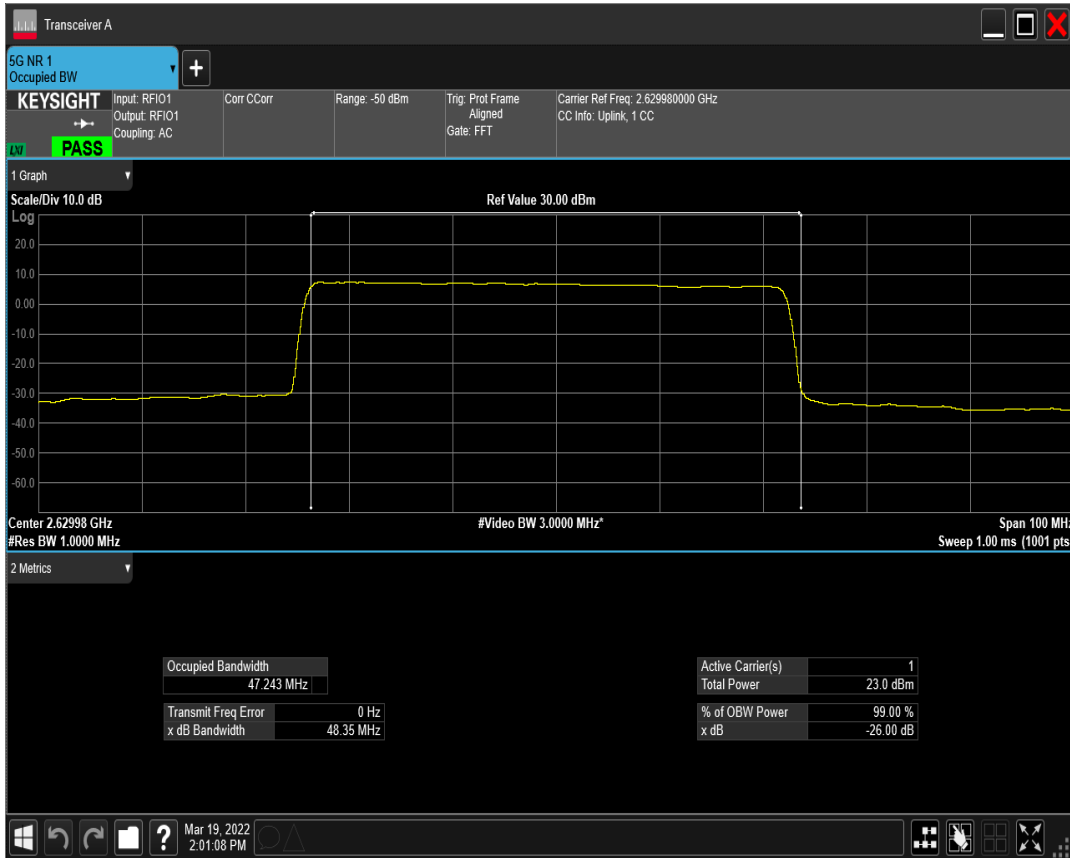 Transceiver A
5G NR 1
Occupied BW
KEYSIGHT
LXI
PASS
Input: RFIO1
Output: RFIO1
Coupling: AC
Corr CCorr
Range: -50 dBm
Trig: Prot Frame
Aligned
Gate: FFT
Carrier Ref Freq: 2.629980000 GHz
CC Info: Uplink, 1 CC
1 Graph
Scale/Div 10.0 dB
Ref Value 30.00 dBm
Log
20.0
10.0
0.00
-10.0
-20.0
-30.0
-40.0
-50.0
-60.0
Center 2.62998 GHz
#Video BW 3.0000 MHz*
Span 100 MHz
#Res BW 1.0000 MHz
Sweep 1.00 ms (1001 pts
2 Metrics
Occupied Bandwidth
47.243 MHz
Transmit Freq Error 0 Hz
x dB Bandwidth 48.35 MHz
Active Carrier(s) 1
Total Power 23.0 dBm
% of OBW Power 99.00 %
x dB -26.00 dB
?
Mar 19, 2022
2:01:08 PM